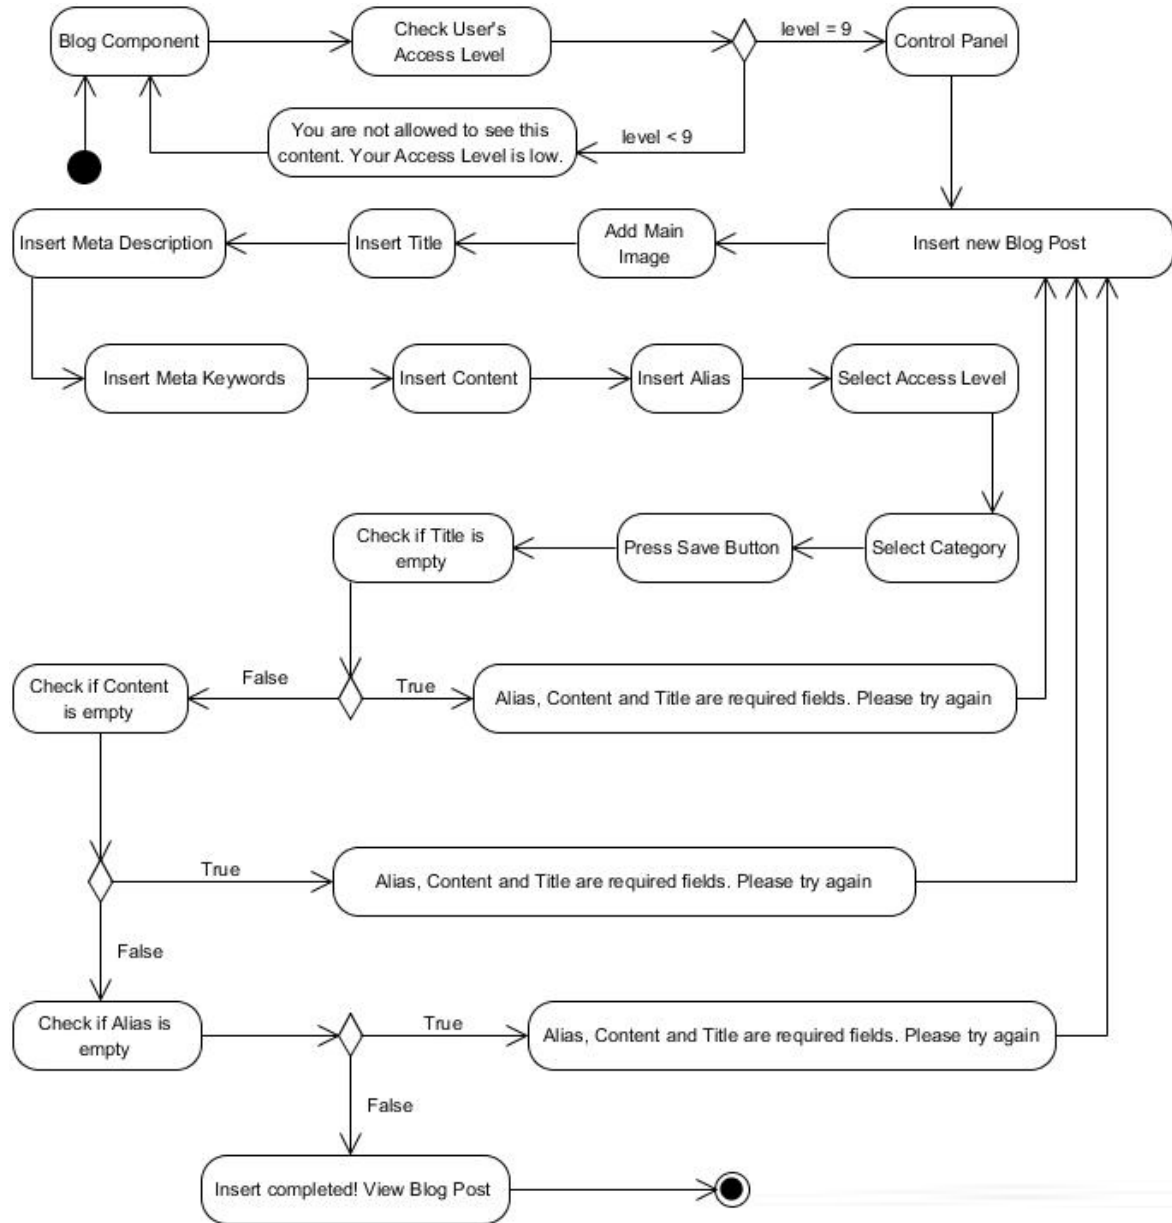 Blog Component
Check User's
Access Level
level = 9
Control Panel
You are not allowed to see this
content. Your Access Level is low.
level < 9
Insert Meta Description
Insert Title
Add Main
Image
Insert new Blog Post
Insert Meta Keywords
Insert Content
Insert Alias
Select Access Level
Check if Title is
empty
Press Save Button
Select Category
Check if Content
is empty
False
True
Alias, Content and Title are required fields. Please try again
True
Alias, Content and Title are required fields. Please try again
False
Check if Alias is
empty
True
Alias, Content and Title are required fields. Please try again
False
Insert completed! View Blog Post